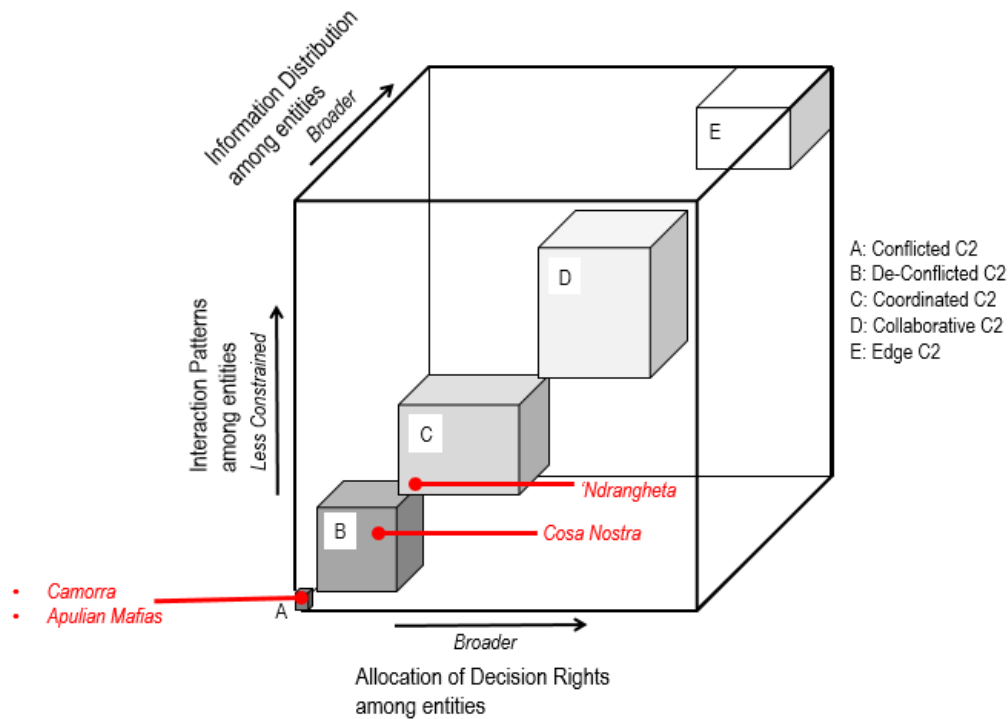 Information Distribution
among entities
Broader
E
A: Conflicted C2
B: De-Conflicted C2
C: Coordinated C2
D: Collaborative C2
E: Edge C2
D
Interaction Patterns
among entities
Less Constrained
C
‘Ndrangheta
B
Cosa Nostra
• Camorra
• Apulian Mafias
A
Broader
Allocation of Decision Rights
among entities